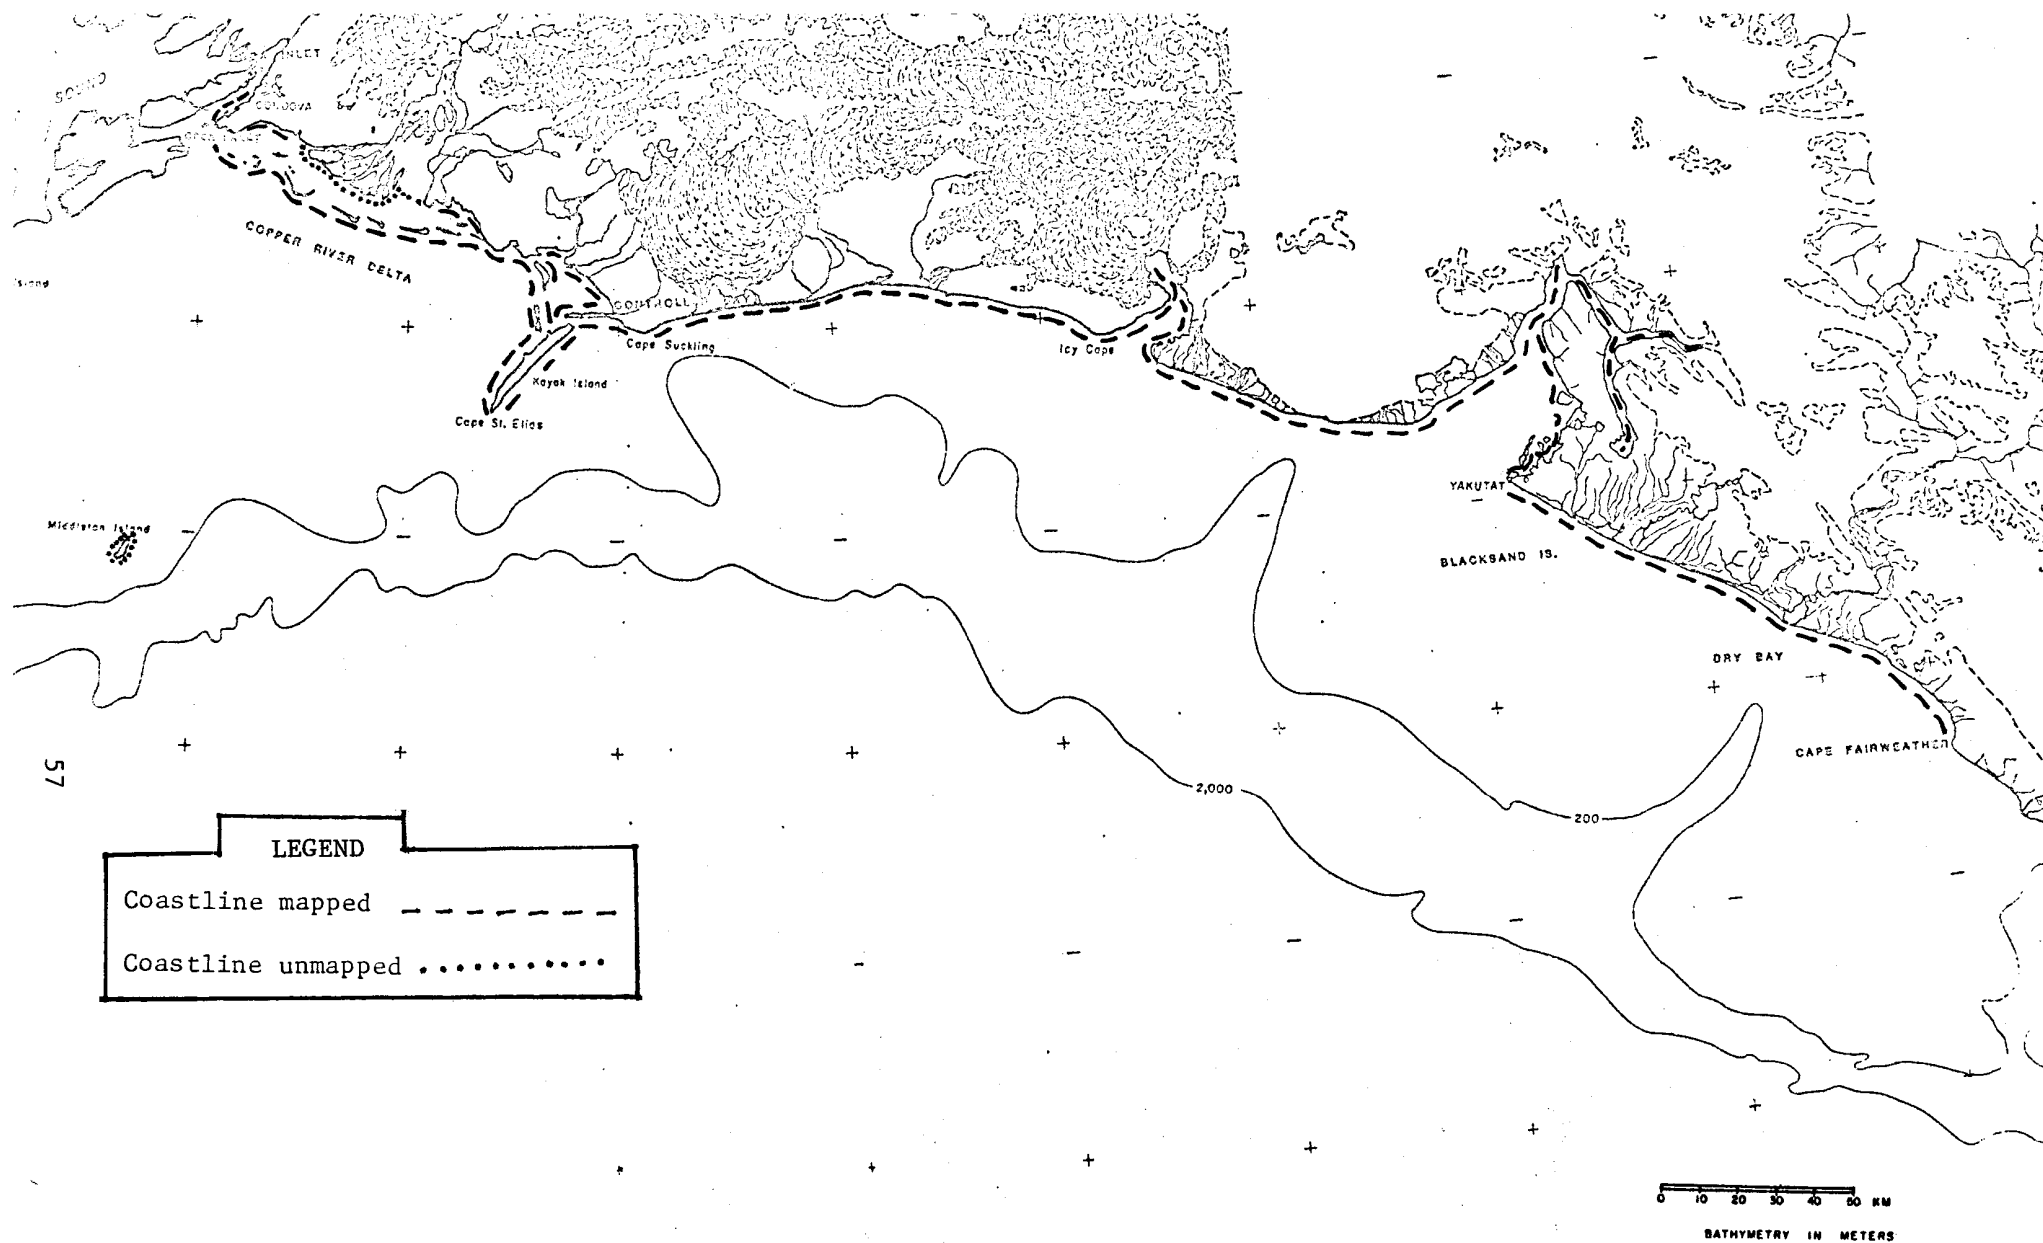 INLET
SOUND
CORDOVA
COPPER RIVER DELTA
Island
CONTROLL
Cape Suckling
Icy Cape
Kayak Island
Cape St. Elias
YAKUTAT
Middleton Island
BLACKSAND IS.
DRY BAY
CAPE FAIRWEATHER
57
2,000
200
LEGEND
Coastline mapped
Coastline unmapped
0 10 20 30 40 50 KM
BATHYMETRY IN METERS